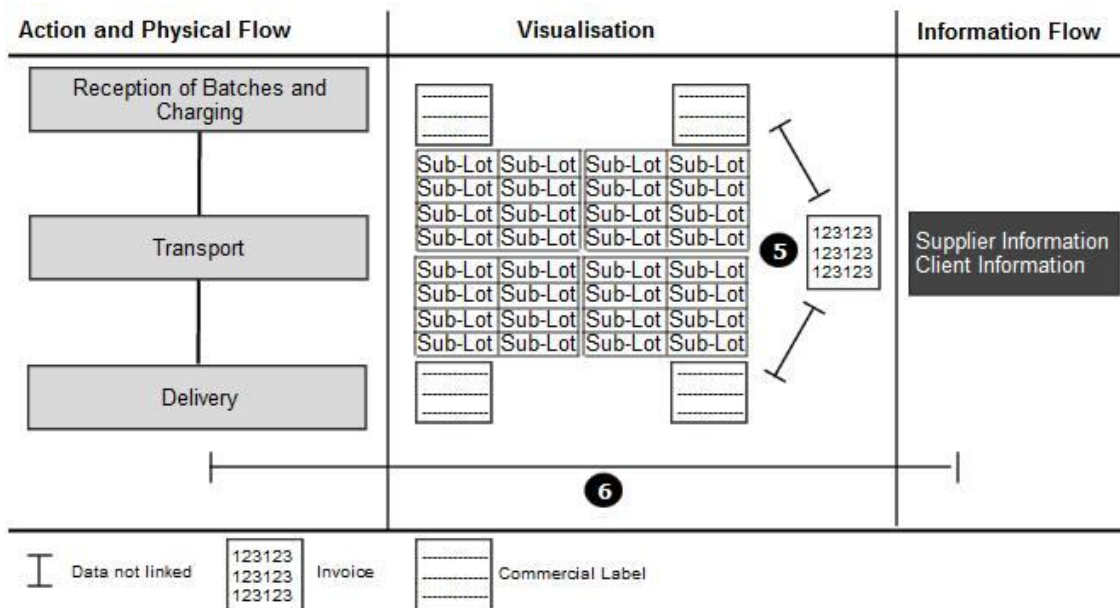 Action and Physical Flow
Visualisation
Information Flow
Reception of Batches and
Charging
Transport
Delivery
Sub-Lot Sub-Lot Sub-Lot Sub-Lot
Sub-Lot Sub-Lot Sub-Lot Sub-Lot
Sub-Lot Sub-Lot Sub-Lot Sub-Lot
Sub-Lot Sub-Lot Sub-Lot Sub-Lot
Sub-Lot Sub-Lot Sub-Lot Sub-Lot
Sub-Lot Sub-Lot Sub-Lot Sub-Lot
Sub-Lot Sub-Lot Sub-Lot Sub-Lot
Sub-Lot Sub-Lot Sub-Lot Sub-Lot
5
123123
123123
123123
Supplier Information
Client Information
6
Data not linked
123123
123123
123123
Invoice
Commercial Label